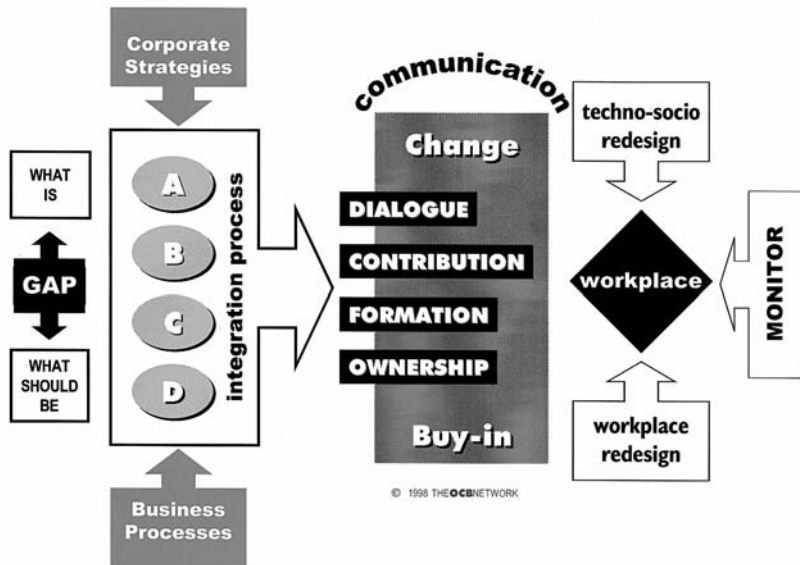 Corporate
Strategies
WHAT
IS
GAP
WHAT
SHOULD
BE
A
B
C
D
integration process
Business
Processes
communication
Change
DIALOGUE
CONTRIBUTION
FORMATION
OWNERSHIP
Buy-in
© 1998 THEOCBNETWORK
techno-socio
redesign
workplace
workplace
redesign
MONITOR